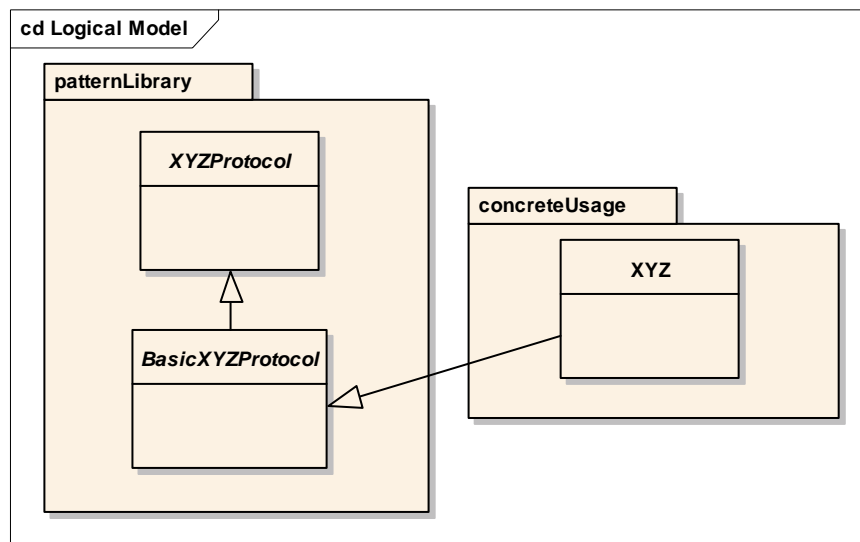 cd Logical Model
patternLibrary
XYZProtocol
concreteUsage
XYZ
BasicXYZProtocol